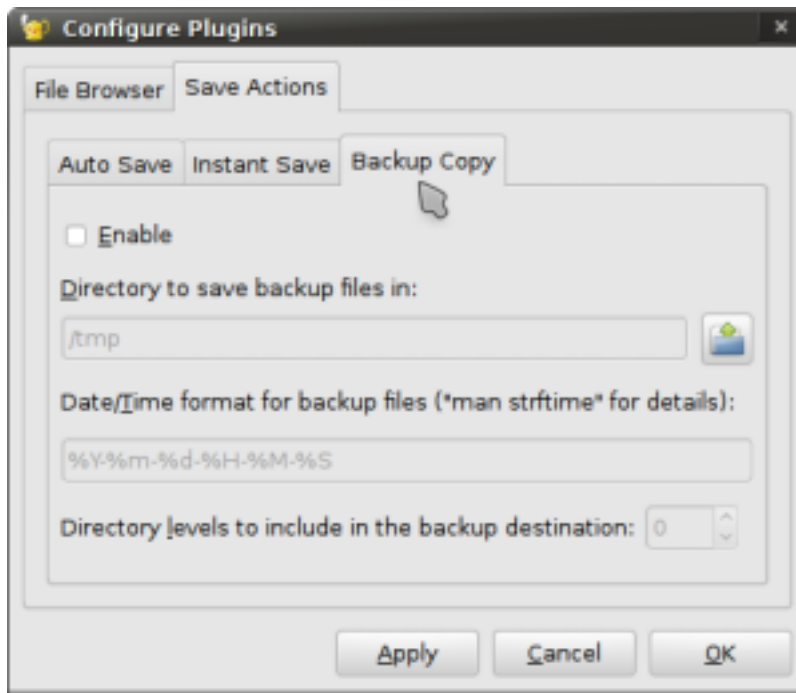 Configure Plugins
File Browser
Save Actions
Auto Save
Instant Save
Backup Copy
Enable
Directory to save backup files in:
/tmp
Date/Time format for backup files ("man strftime" for details):
%Y-%m-%d-%H-%M-%S
Directory levels to include in the backup destination: 0
Apply
Cancel
OK